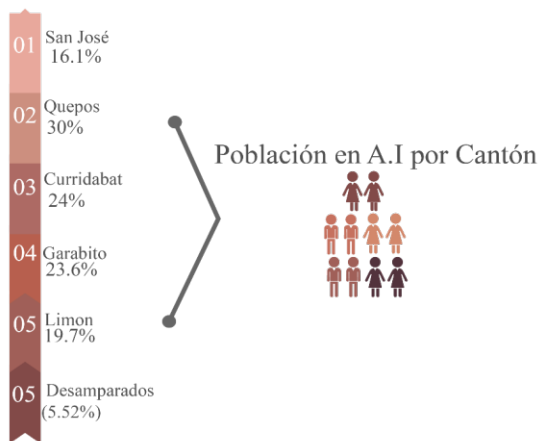 01
San José
16.1%
02
Quepos
30%
Población en A.I por Cantón
03
Curridabat
24%
04
Garabito
23.6%
05
Limon
19.7%
05
Desamparados
(5.52%)